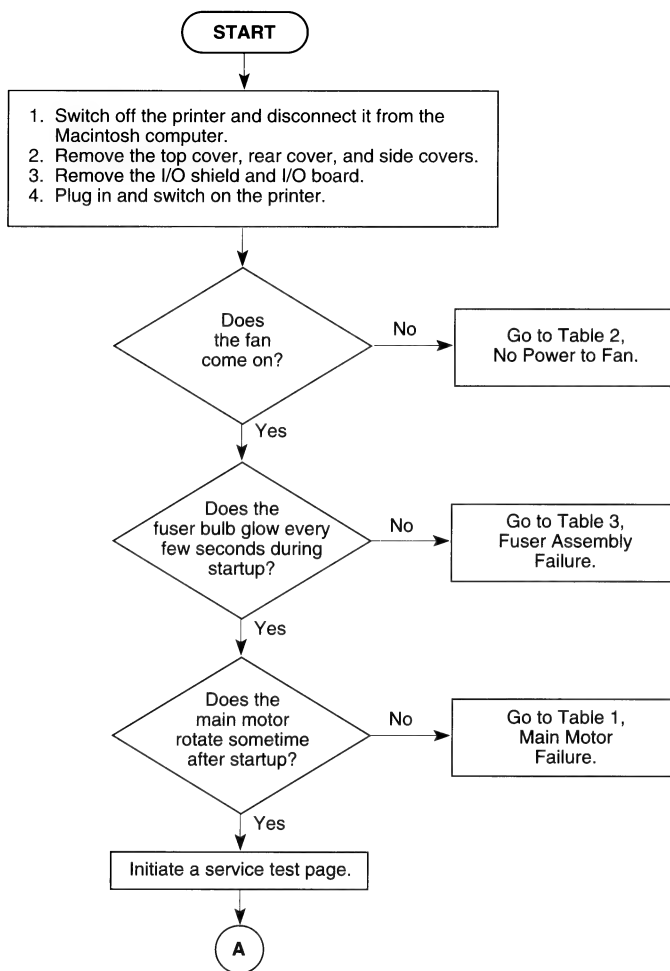 START
1. Switch off the printer and disconnect it from the
Macintosh computer.
2. Remove the top cover, rear cover, and side covers.
3. Remove the I/O shield and I/O board.
4. Plug in and switch on the printer.
Does
the fan
come on?
No
Go to Table 2,
No Power to Fan.
Yes
Does the
fuser bulb glow every
few seconds during
startup?
No
Go to Table 3,
Fuser Assembly
Failure.
Yes
Does the
main motor
rotate sometime
after startup?
No
Go to Table 1,
Main Motor
Failure.
Yes
Initiate a service test page.
A